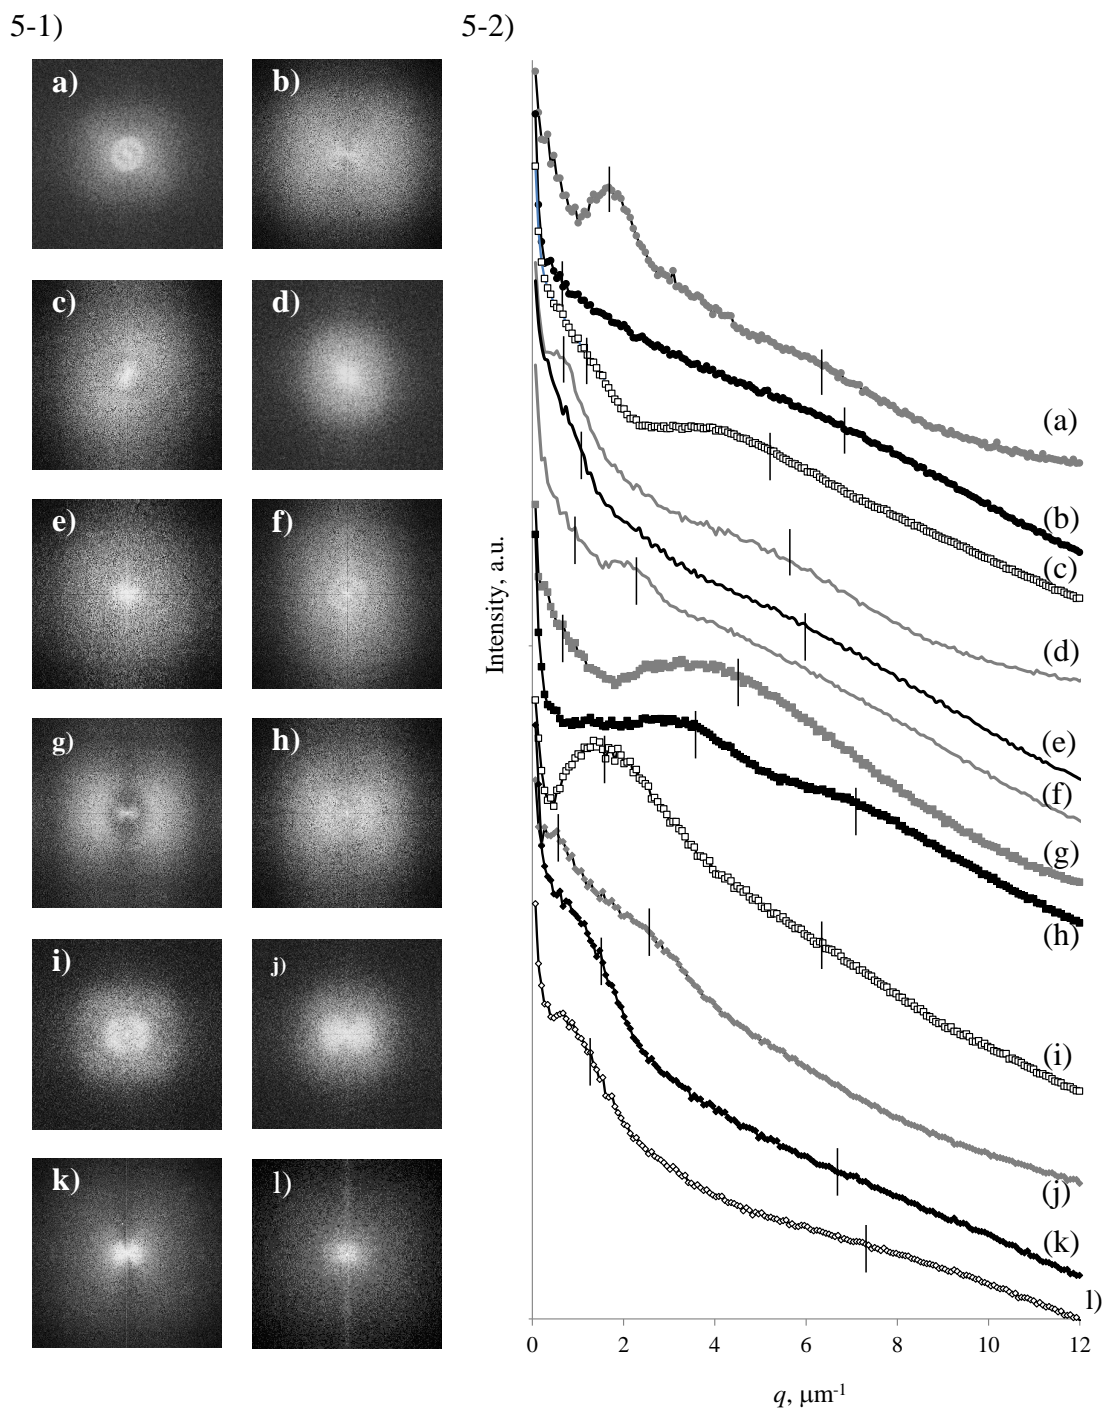 5-1)
5-2)
a)
b)
c)
d)
e)
f)
g)
h)
i)
j)
k)
l)
Intensity, a.u.
(a)
(b)
(c)
(d)
(e)
(f)
(g)
(h)
(i)
(j)
(k)
l)
0 2 4 6 8 10 12
q, μm-1